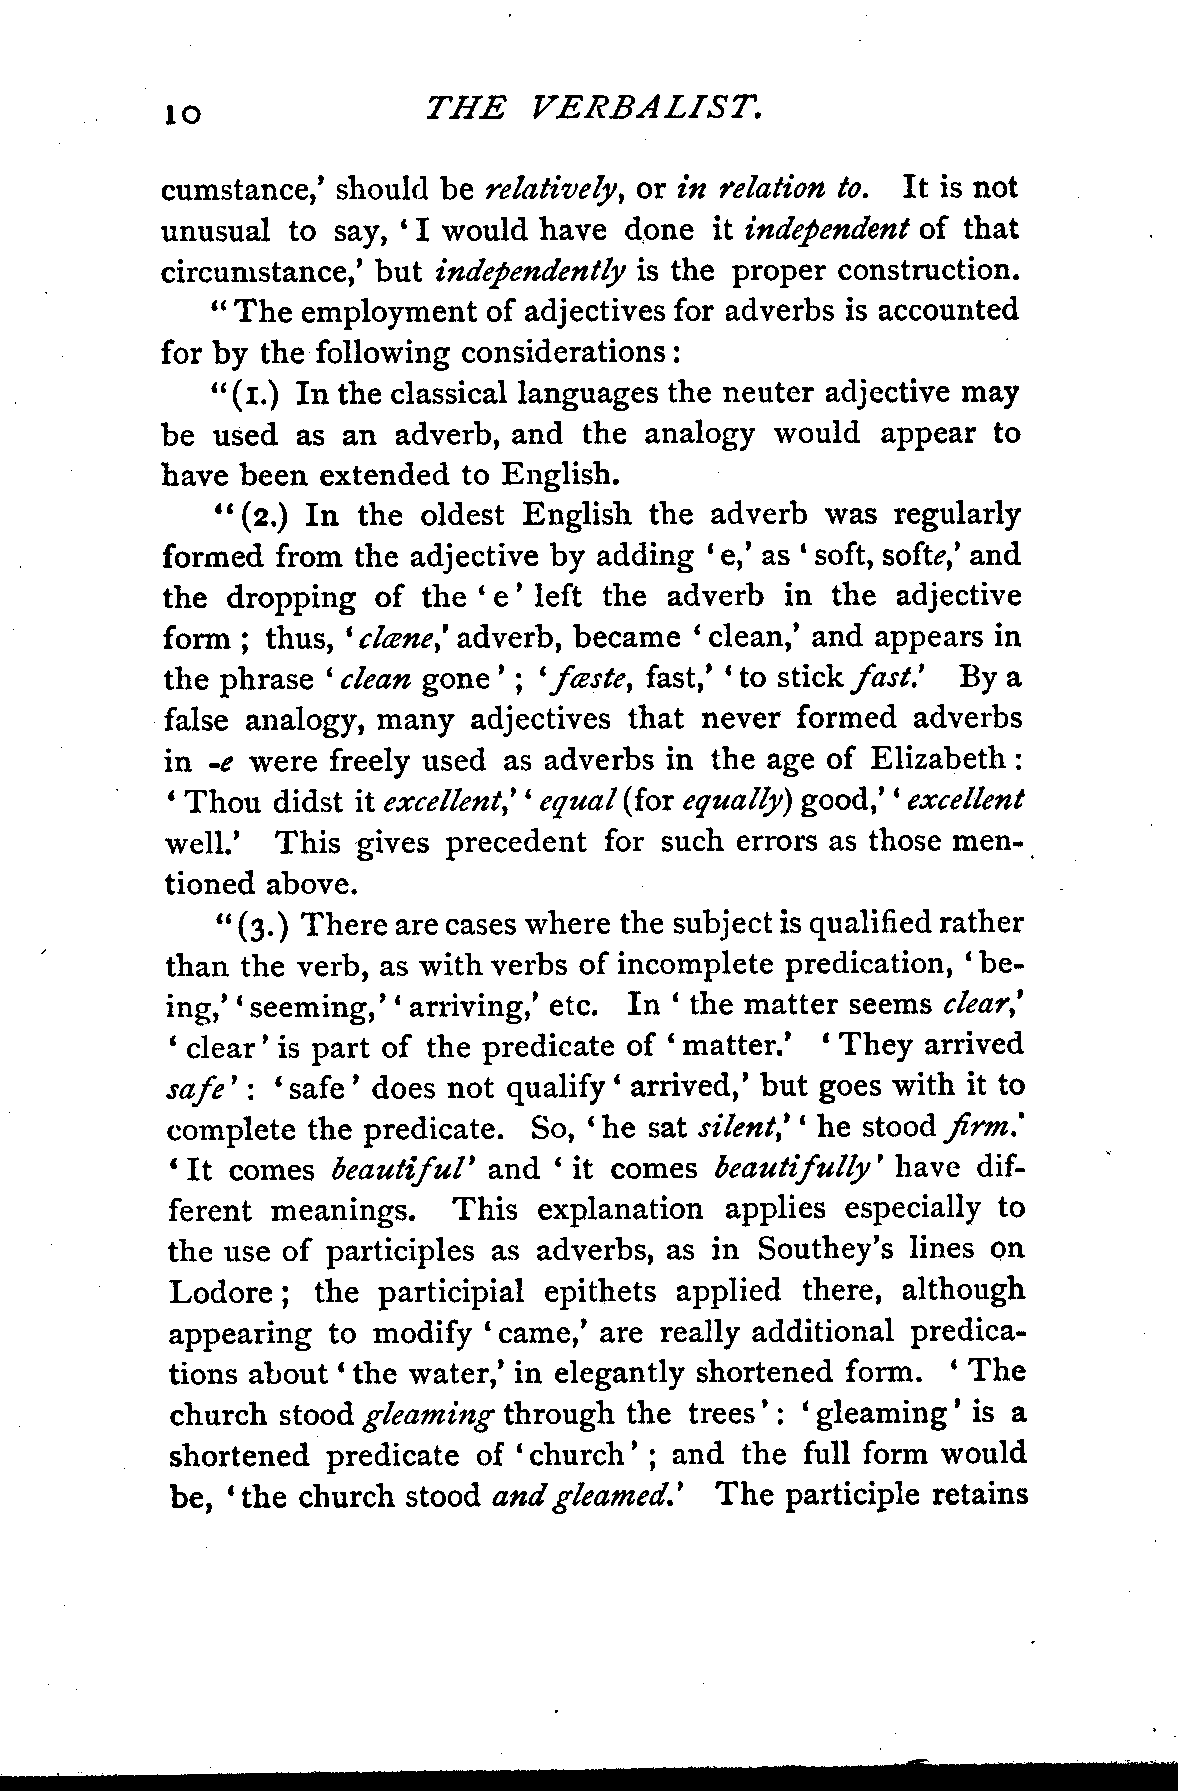 10 THE VERBALIST.
cumstance,' should be relatively, or in relation to. It is not
unusual to say, 'I would have done it independent of that
circumstance,' but independently is the proper construction.
"The employment of adjectives for adverbs is accounted
for by the following considerations:
"(1.) In the classical languages the neuter adjective may
be used as an adverb, and the analogy would appear to
have been extended to English.
"(2.) In the oldest English the adverb was regularly
formed from the adjective by adding 'e,' as 'soft, softe,' and
the dropping of the 'e' left the adverb in the adjective
form; thus, 'clæne,' adverb, became 'clean,' and appears in
the phrase 'clean gone'; 'fæste, fast,' 'to stick fast.' By a
false analogy, many adjectives that never formed adverbs
in -e were freely used as adverbs in the age of Elizabeth:
'Thou didst it excellent,' 'equal (for equally) good,' 'excellent
well.' This gives precedent for such errors as those men-
tioned above.
"(3.) There are cases where the subject is qualified rather
than the verb, as with verbs of incomplete predication, 'be-
ing,' 'seeming,' 'arriving,' etc. In 'the matter seems clear,'
'clear' is part of the predicate of 'matter.' 'They arrived
safe': 'safe' does not qualify 'arrived,' but goes with it to
complete the predicate. So, 'he sat silent,' 'he stood firm.'
'It comes beautiful' and 'it comes beautifully' have dif-
ferent meanings. This explanation applies especially to
the use of participles as adverbs, as in Southey's lines on
Lodore; the participial epithets applied there, although
appearing to modify 'came,' are really additional predica-
tions about 'the water,' in elegantly shortened form. 'The
church stood gleaming through the trees': 'gleaming' is a
shortened predicate of 'church'; and the full form would
be, 'the church stood and gleamed.' The participle retains